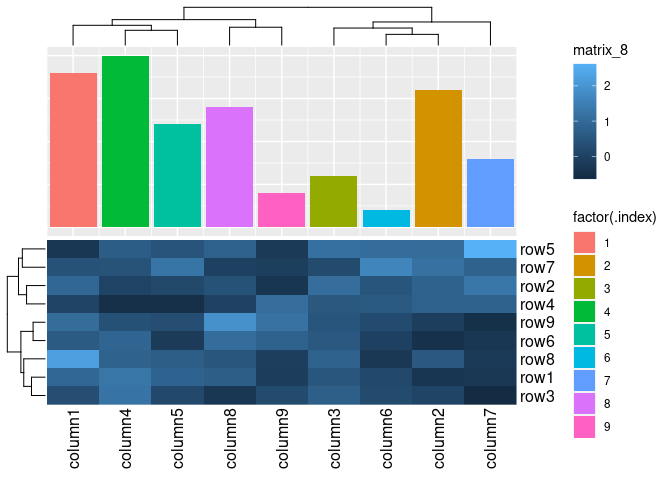 matrix_8
2
1
0
factor(.index)
1
2
3
4
5
6
7
8
9
row5
row7
row2
row4
row9
row6
row8
row1
row3
column1
column4
column5
column8
column9
column3
column6
column2
column7